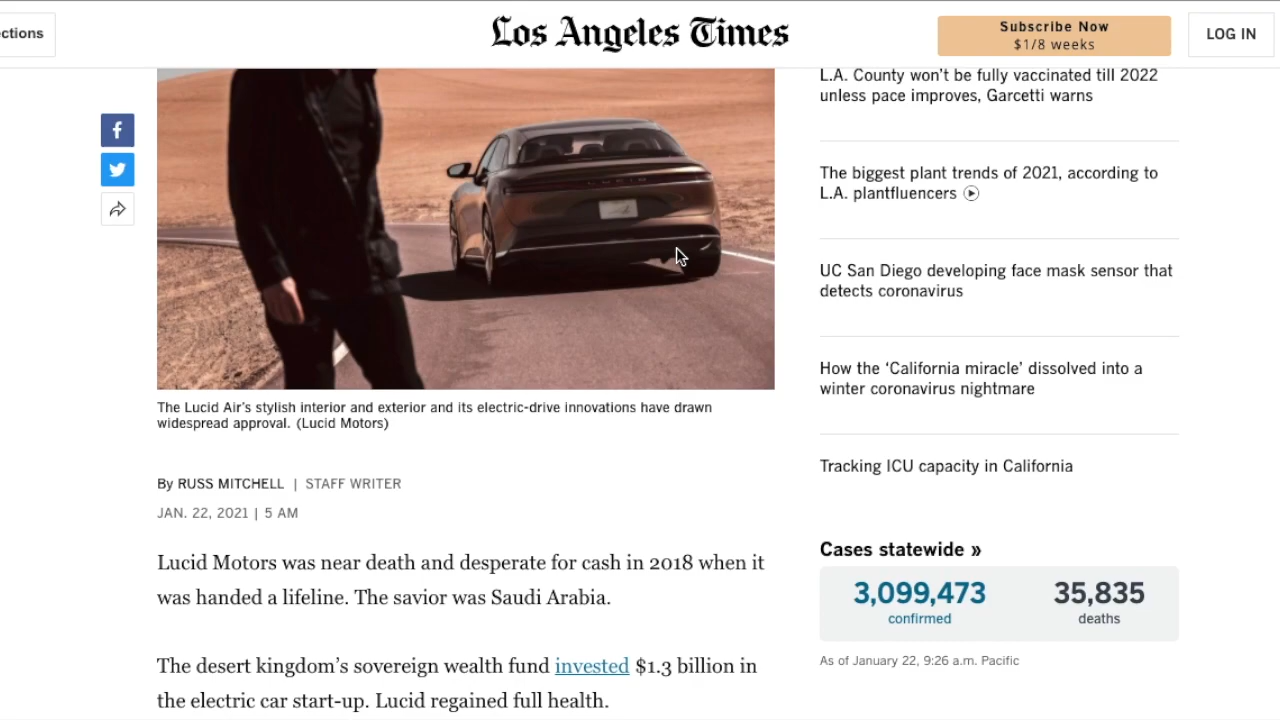 ections
Los Angeles Times
Subscribe Now
$1/8 weeks
LOG IN
LUCID
The Lucid Air's stylish interior and exterior and its electric-drive innovations have drawn
widespread approval. (Lucid Motors)
By RUSS MITCHELL | STAFF WRITER
JAN. 22, 2021 | 5 AM
Lucid Motors was near death and desperate for cash in 2018 when it
was handed a lifeline. The savior was Saudi Arabia.
The desert kingdom's sovereign wealth fund invested $1.3 billion in
the electric car start-up. Lucid regained full health.
L.A. County won't be fully vaccinated till 2022
unless pace improves, Garcetti warns
The biggest plant trends of 2021, according to
L.A. plantfluencers
UC San Diego developing face mask sensor that
detects coronavirus
How the ‘California miracle’ dissolved into a
winter coronavirus nightmare
Tracking ICU capacity in California
Cases statewide »
3,099,473
confirmed
35,835
deaths
As of January 22, 9:26 a.m. Pacific